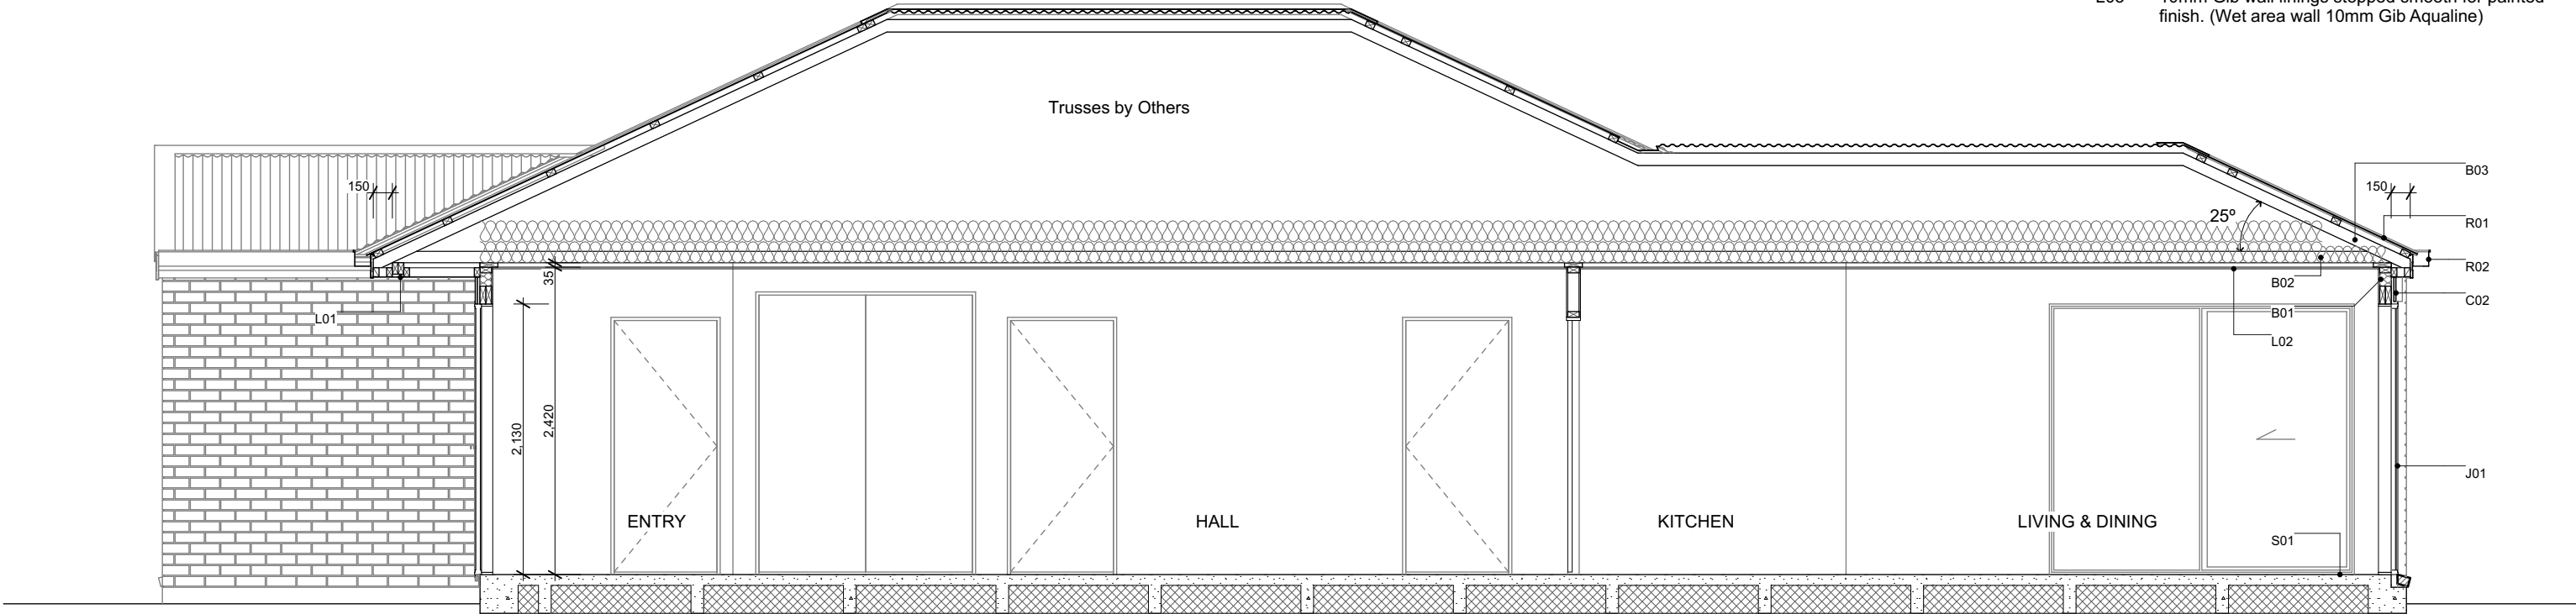 finish. (Wet area wall 10mm Gib Aqualine)
Trusses by Others
150
150
B03
25º
R01
R02
35
B02
C02
B01
L01
L02
2,130
2,420
J01
ENTRY
HALL
KITCHEN
LIVING & DINING
S01